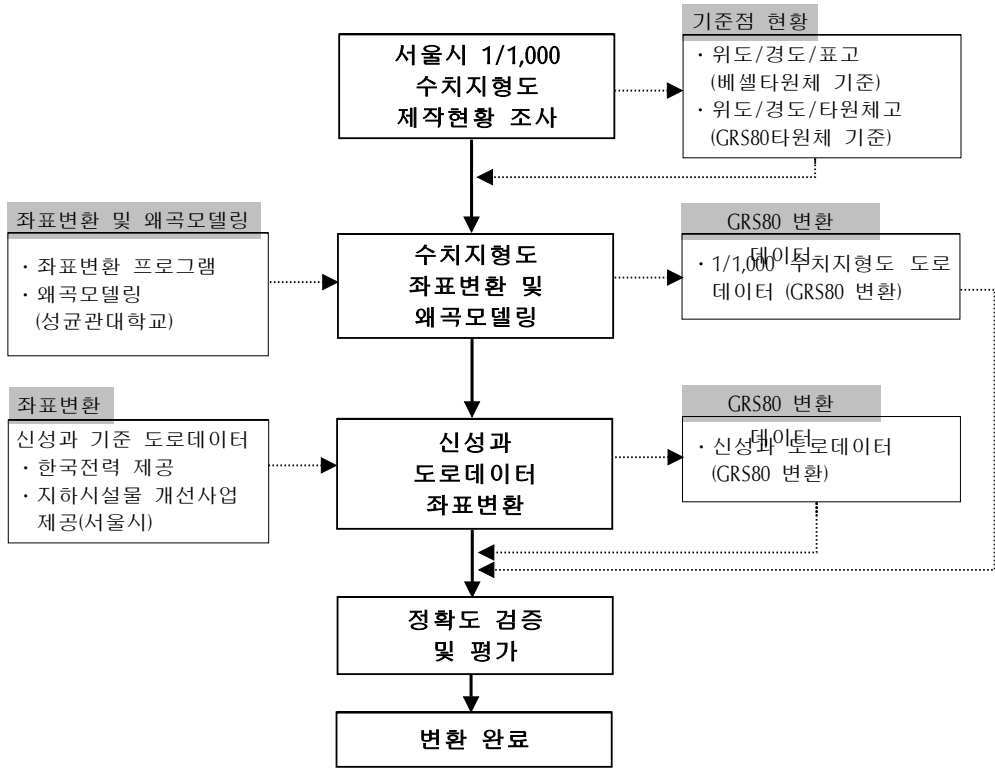 서울시 1/1,000
수치지형도
제작현황 조사
기준점 현황
· 위도/경도/표고
(베셀타원체 기준)
· 위도/경도/타원체고
(GRS80타원체 기준)
좌표변환 및 왜곡모델링
· 좌표변환 프로그램
· 왜곡모델링
(성균관대학교)
수치지형도
좌표변환 및
왜곡모델링
GRS80 변환
데이터
· 1/1,000 수치지형도 도로
데이터 (GRS80 변환)
좌표변환
신성과 기준 도로데이터
· 한국전력 제공
· 지하시설물 개선사업
제공(서울시)
신성과
도로데이터
좌표변환
GRS80 변환
데이터
· 신성과 도로데이터
(GRS80 변환)
정확도 검증
및 평가
변환 완료